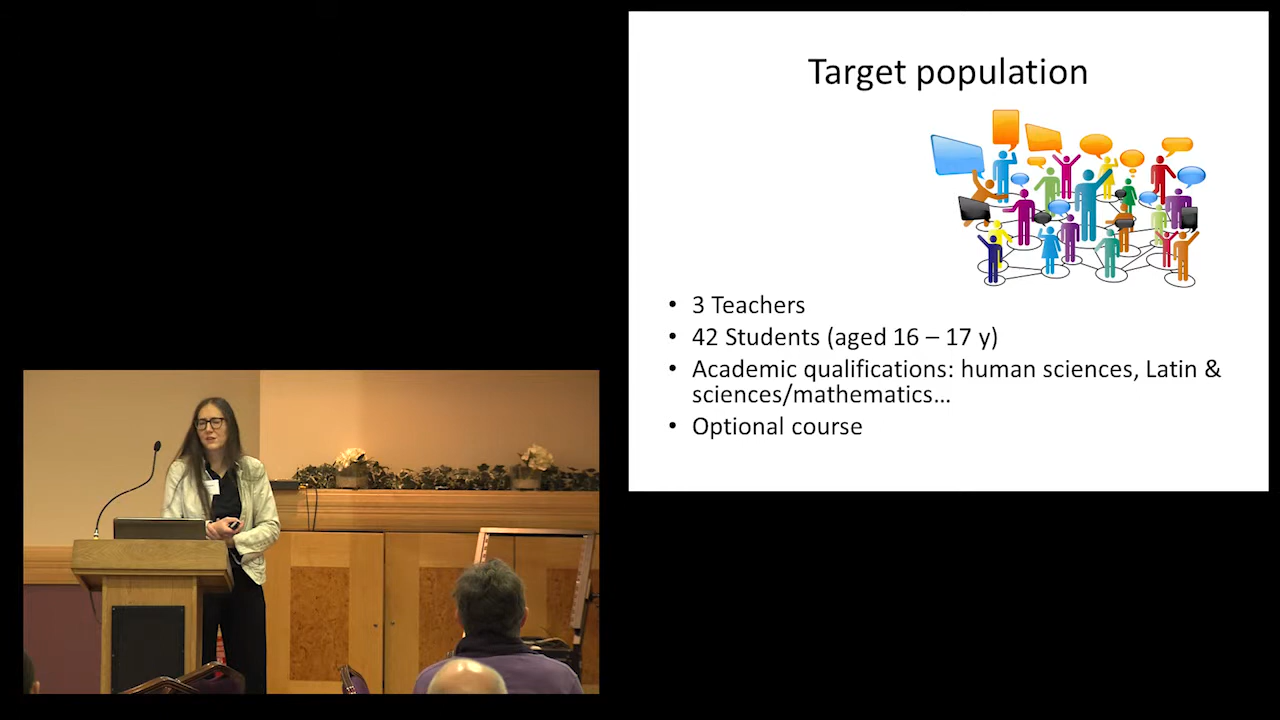 Target population
• 3 Teachers
• 42 Students (aged 16 – 17 y)
• Academic qualifications: human sciences, Latin &
sciences/mathematics…
• Optional course